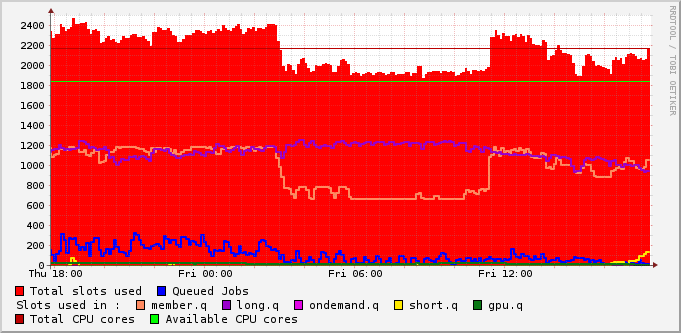 2400
2200
2000
1800
1600
1400
1200
1000
800
600
400
200
0
Thu 18:00 Fri 00:00 Fri 06:00 Fri 12:00
RRDTOOL / TOBI OETIKER
Total slots used Queued Jobs
Slots used in : member.q long.q ondemand.q short.q gpu.q
Total CPU cores Available CPU cores